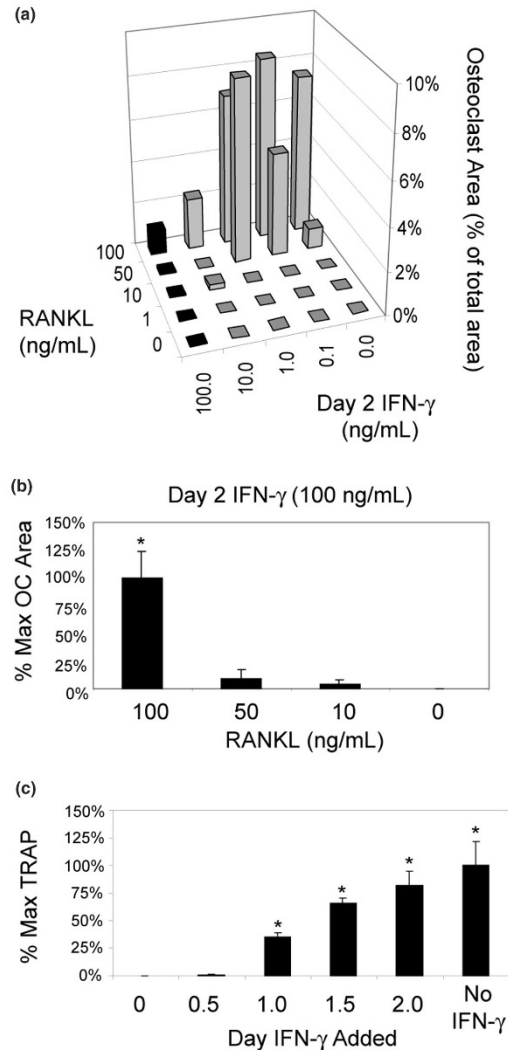 (a)
10%
8%
6%
4%
2%
0%
Osteoclast Area (% of total area)
100
50
10
1
0
RANKL
(ng/mL)
100.0
10.0
1.0
0.1
0.0
Day 2 IFN-γ
(ng/mL)
(b)
Day 2 IFN-γ (100 ng/mL)
% Max OC Area
150%
125%
100%
75%
50%
25%
0%
*
100 50 10 0
RANKL (ng/mL)
(c)
% Max TRAP
150%
125%
100%
75%
50%
25%
0%
* * * *
0 0.5 1.0 1.5 2.0 No
IFN-γ
Day IFN-γ Added